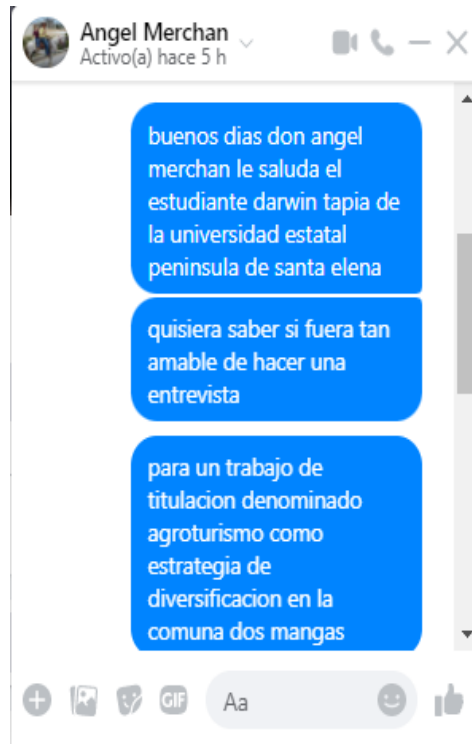 Angel Merchan
Activo(a) hace 5 h
buenos dias don angel
merchan le saluda el
estudiante darwin tapia de
la universidad estatal
peninsula de santa elena
quisiera saber si fuera tan
amable de hacer una
entrevista
para un trabajo de
titulacion denominado
agroturismo como
estrategia de
diversificacion en la
comuna dos mangas
GIF
Aa